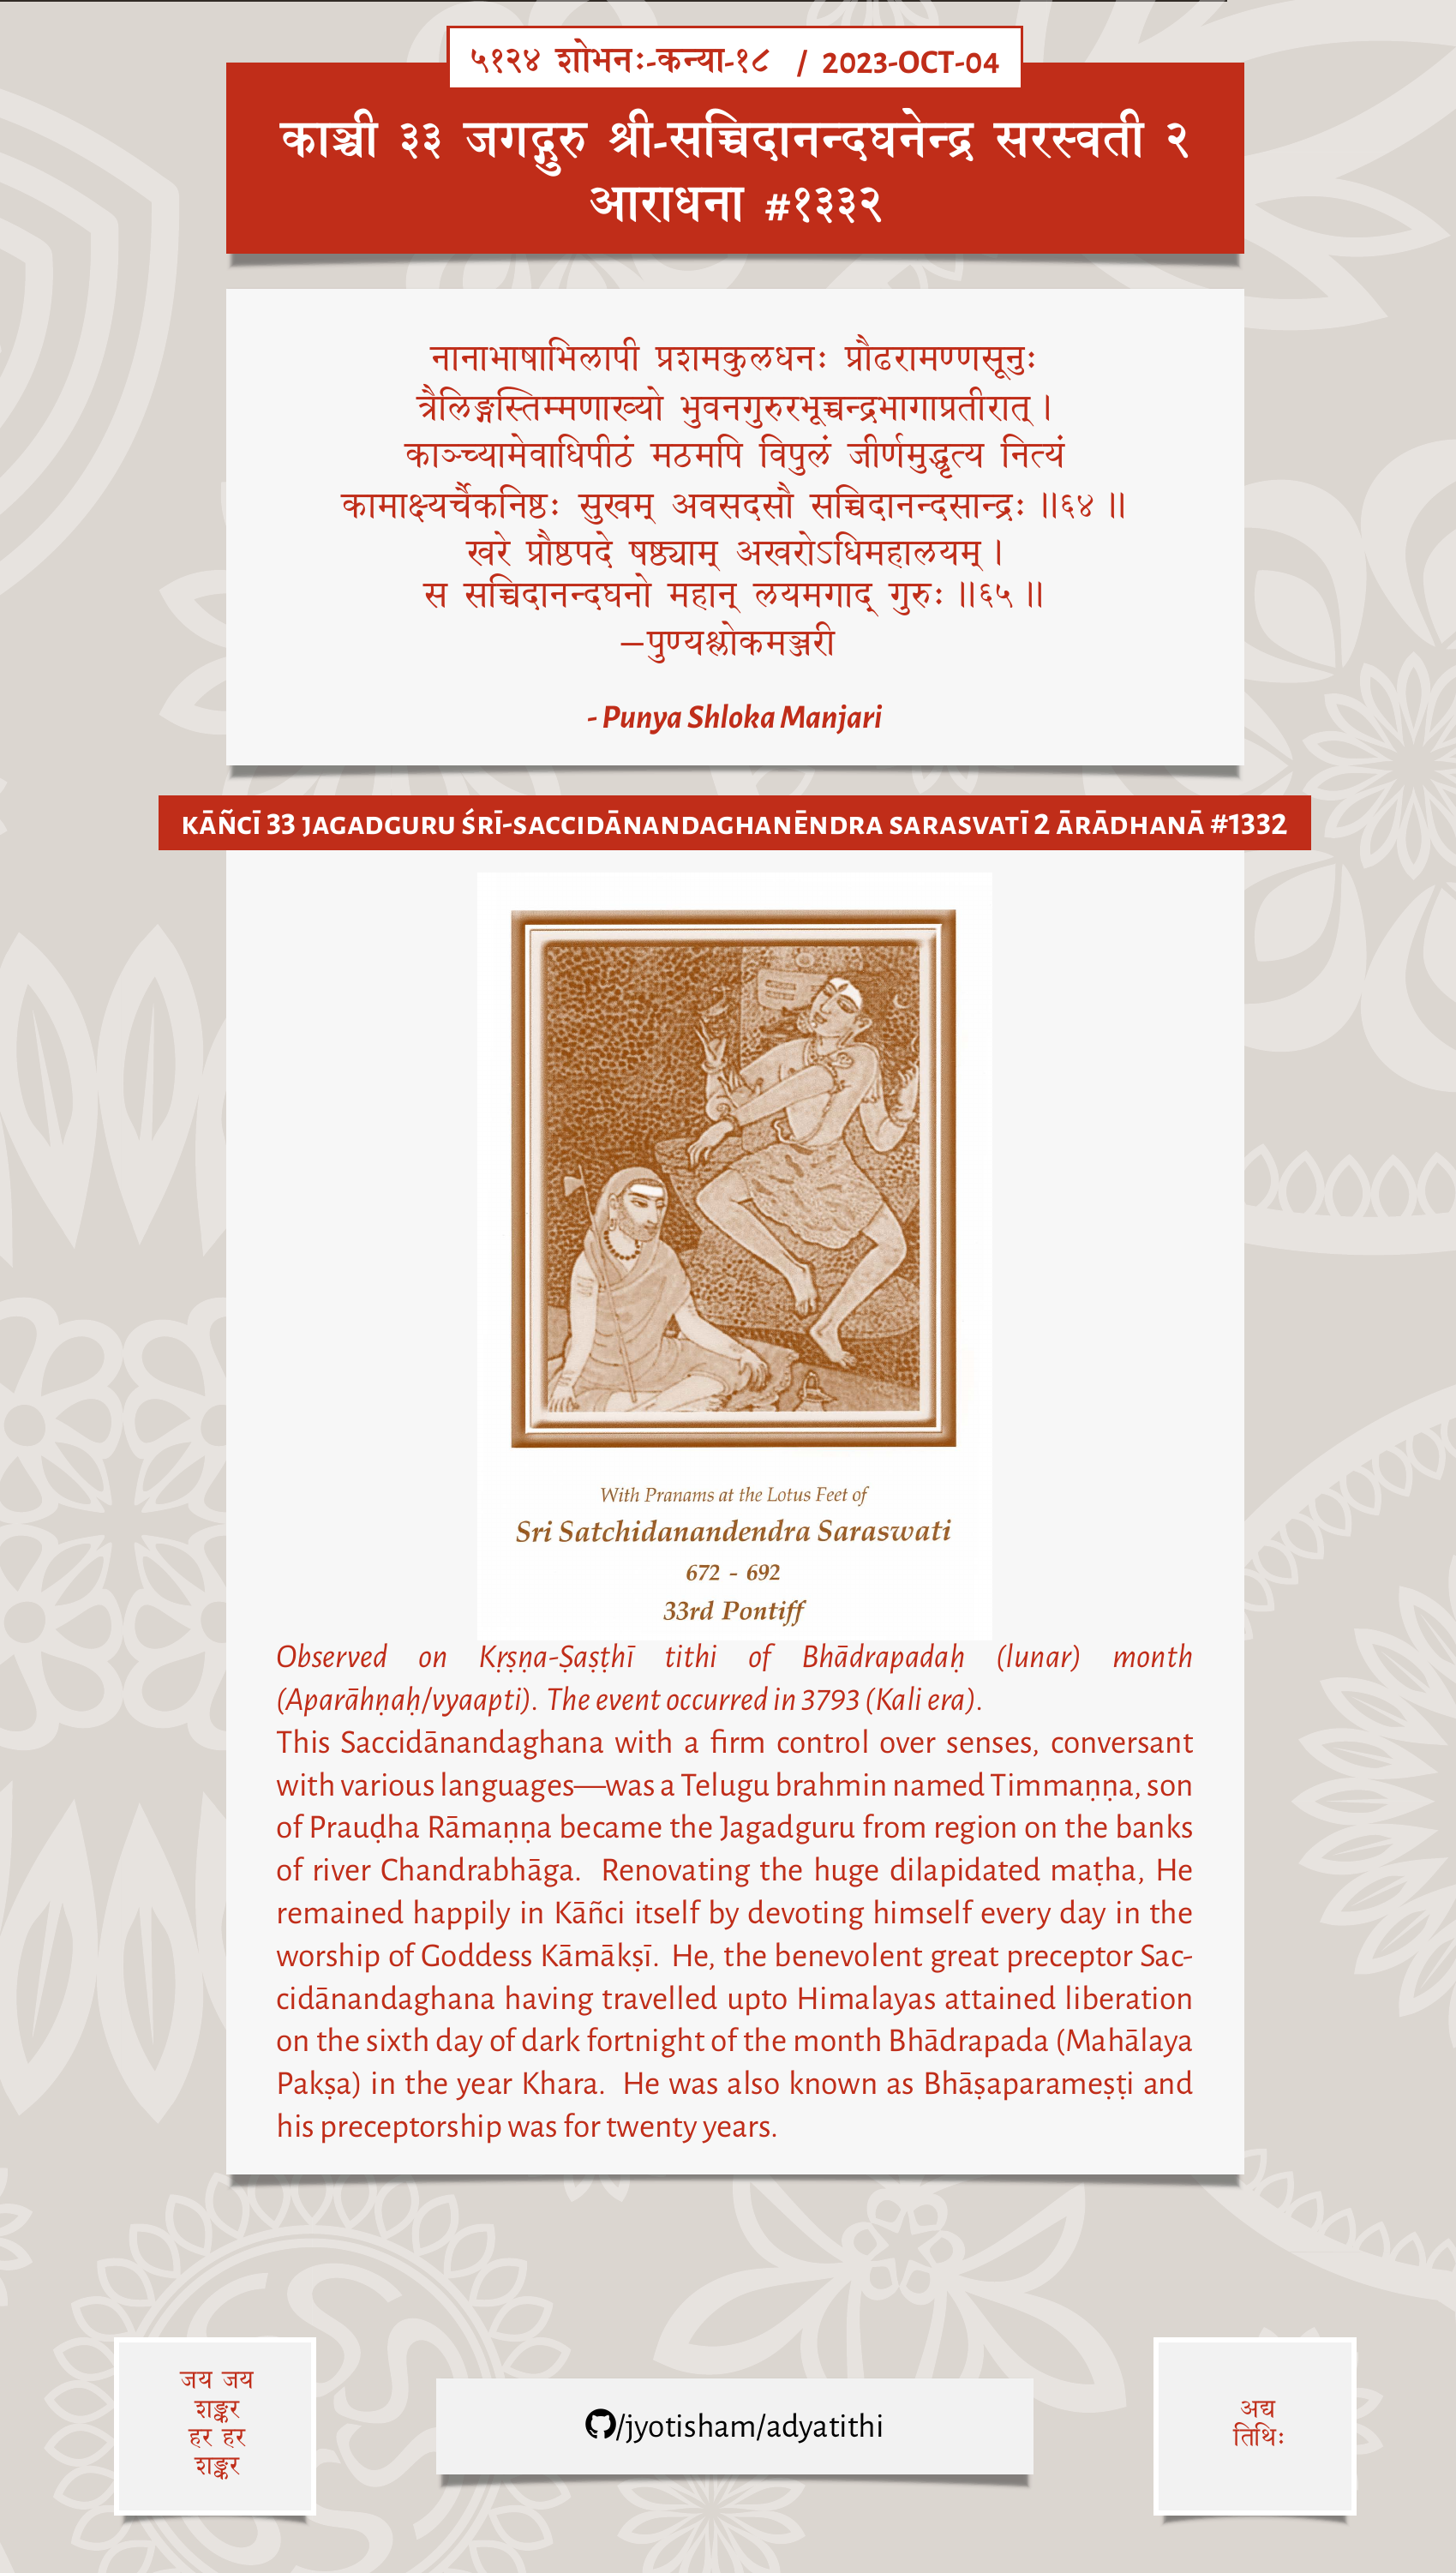 ५१२४ शोभनः-कन्या-१८ / 2023-OCT-04
काञ्ची ३३ जगद्गुरु श्री-सच्चिदानन्दघनेन्द्र सरस्वती २
आराधना #१३३२
नानाभाषाभिलापी प्रशमकुलधनः प्रौढरामण्णसूनुः
त्रैलिङ्गस्तिम्मणाख्यो भुवनगुरुरभूच्चन्द्रभागाप्रतीरात् ।
काञ्च्यामेवाधिपीठं मठमपि विपुलं जीर्णमुद्धृत्य नित्यं
कामाक्ष्यर्चैकनिष्ठः सुखम् अवसदसौ सच्चिदानन्दसान्द्रः ॥६४ ॥
खरे प्रौष्ठपदे षष्ठ्याम् अखरोऽधिमहालयम् ।
स सच्चिदानन्दघनो महान् लयमगाद् गुरुः ॥६५ ॥
—पुण्यश्लोकमञ्जरी
- Punya Shloka Manjari
KĀÑCĪ 33 JAGADGURU ŚRĪ-SACCIDĀNANDAGHANĒNDRA SARASVATĪ 2 ĀRĀDHANĀ #1332
With Pranams at the Lotus Feet of
Sri Satchidanandendra Saraswati
672 - 692
33rd Pontiff
Observed on Kṛṣṇa-Ṣaṣṭhī tithi of Bhādrapadaḥ (lunar) month
(Aparāhṇaḥ/vyaapti). The event occurred in 3793 (Kali era).
This Saccidānandaghana with a firm control over senses, conversant
with various languages—was a Telugu brahmin named Timmaṇṇa, son
of Prauḍha Rāmaṇṇa became the Jagadguru from region on the banks
of river Chandrabhāga. Renovating the huge dilapidated maṭha, He
remained happily in Kāñci itself by devoting himself every day in the
worship of Goddess Kāmākṣī. He, the benevolent great preceptor Sac-
cidānandaghana having travelled upto Himalayas attained liberation
on the sixth day of dark fortnight of the month Bhādrapada (Mahālaya
Pakṣa) in the year Khara. He was also known as Bhāṣaparameṣṭi and
his preceptorship was for twenty years.
जय जय
शङ्कर
हर हर
शङ्कर
/jyotisham/adyatithi
अद्य
तिथिः